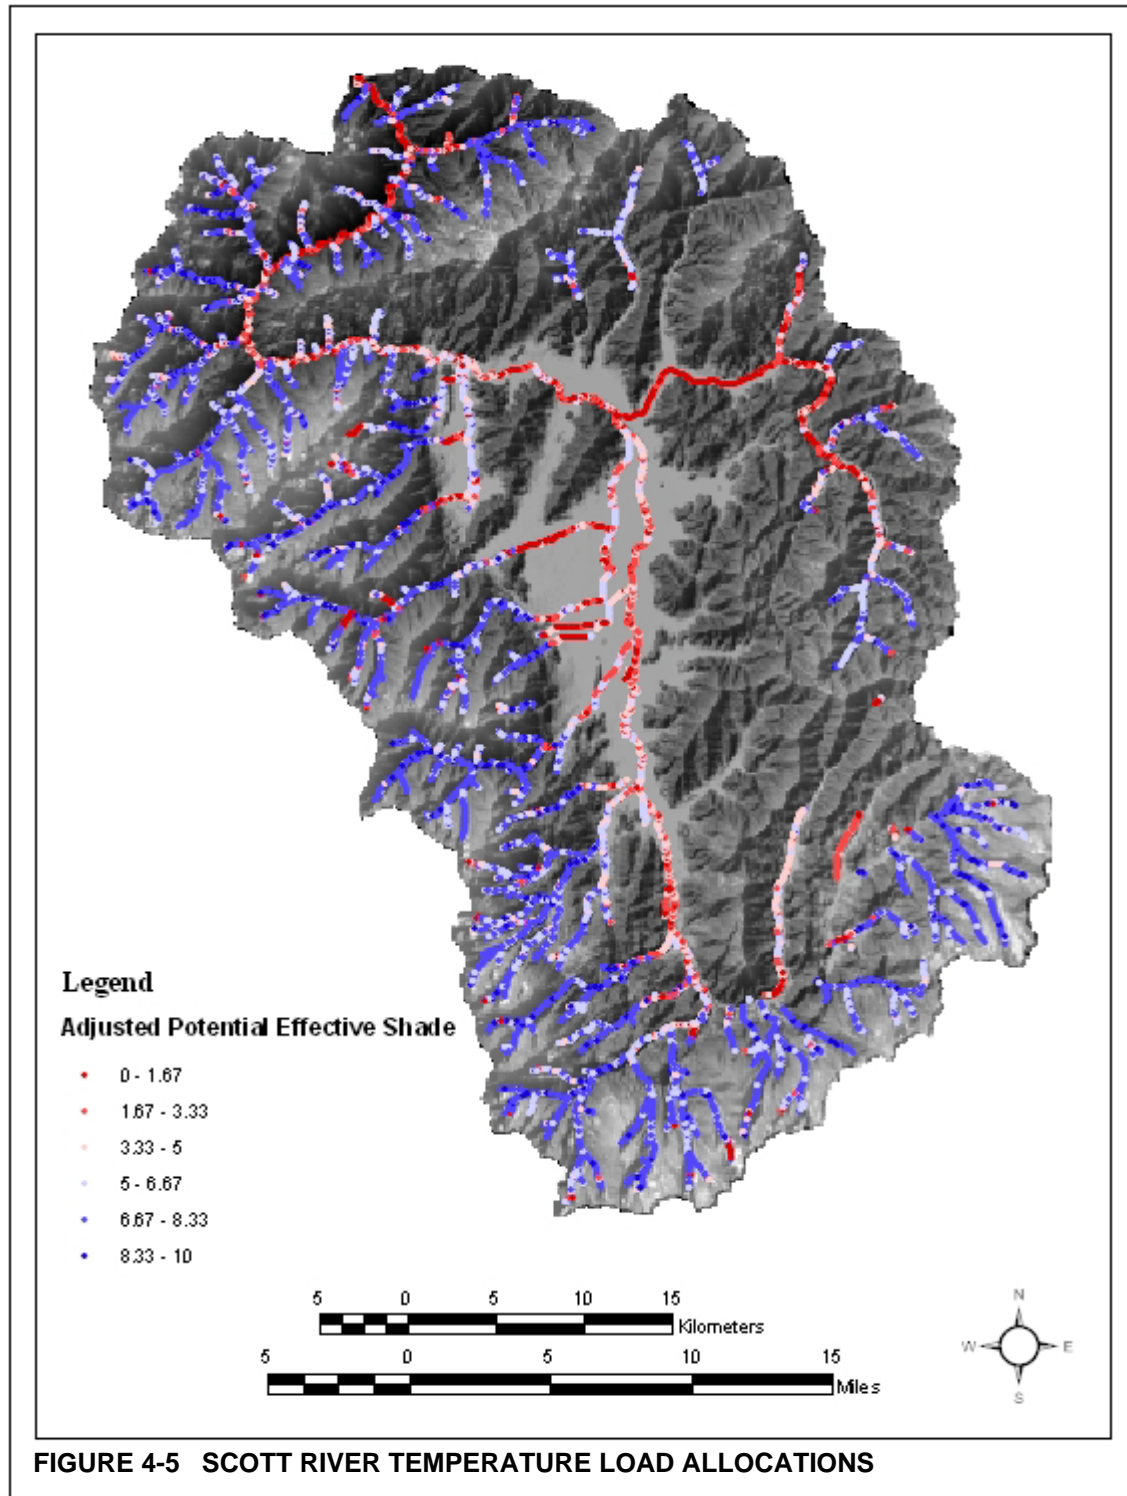 Legend
Adjusted Potential Effective Shade
0 - 1.67
1.67 - 3.33
3.33 - 5
5 - 6.67
6.67 - 8.33
8.33 - 10
5 0 5 10 15
Kilometers
5 0 5 10 15
Miles
N
W E
S
FIGURE 4-5 SCOTT RIVER TEMPERATURE LOAD ALLOCATIONS